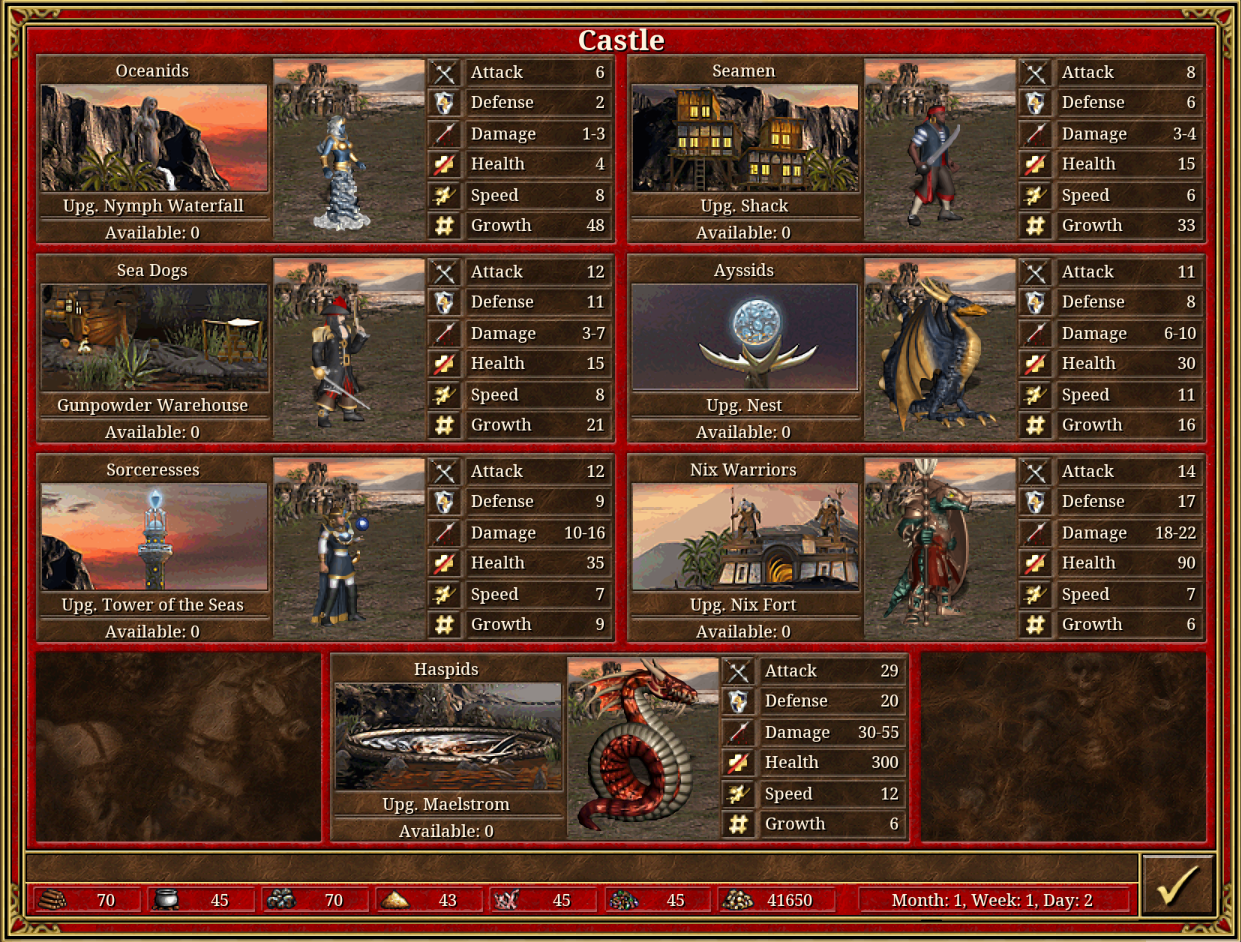 Castle
Oceanids
Attack 6
Defense 2
Damage 1-3
Health 4
Speed 8
Growth 48
Upg. Nymph Waterfall
Available: 0
Seamen
Attack 8
Defense 6
Damage 3-4
Health 15
Speed 6
Growth 33
Upg. Shack
Available: 0
Sea Dogs
Attack 12
Defense 11
Damage 3-7
Health 15
Speed 8
Growth 21
Gunpowder Warehouse
Available: 0
Ayssids
Attack 11
Defense 8
Damage 6-10
Health 30
Speed 11
Growth 16
Upg. Nest
Available: 0
Sorceresses
Attack 12
Defense 9
Damage 10-16
Health 35
Speed 7
Growth 9
Upg. Tower of the Seas
Available: 0
Nix Warriors
Attack 14
Defense 17
Damage 18-22
Health 90
Speed 7
Growth 6
Upg. Nix Fort
Available: 0
Haspids
Attack 29
Defense 20
Damage 30-55
Health 300
Speed 12
Growth 6
Upg. Maelstrom
Available: 0
70 45 70 43 45 45 41650 Month: 1, Week: 1, Day: 2